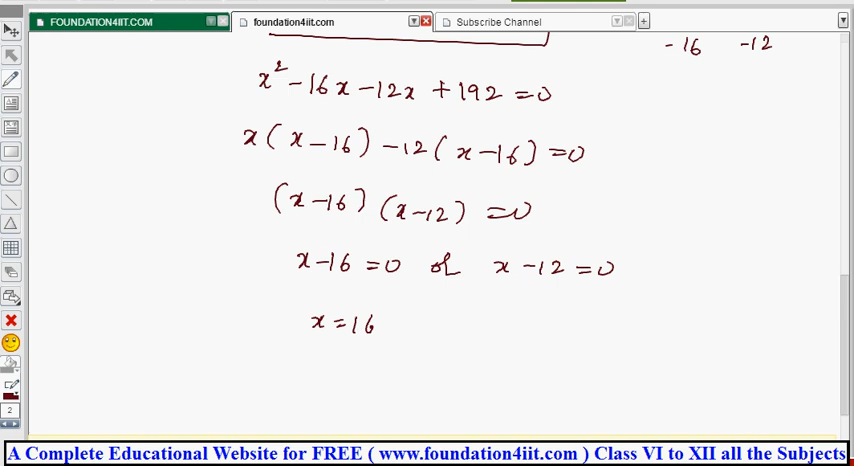 FOUNDATION4IIT.COM
foundation4iit.com
Subscribe Channel
-16 -12
x² - 16x - 12x + 192 = 0
x(x-16) - 12(x-16) = 0
(x-16) (x-12) = 0
x-16 = 0 or x-12 = 0
x = 16
2
A Complete Educational Website for FREE ( www.foundation4iit.com ) Class VI to XII all the Subjects